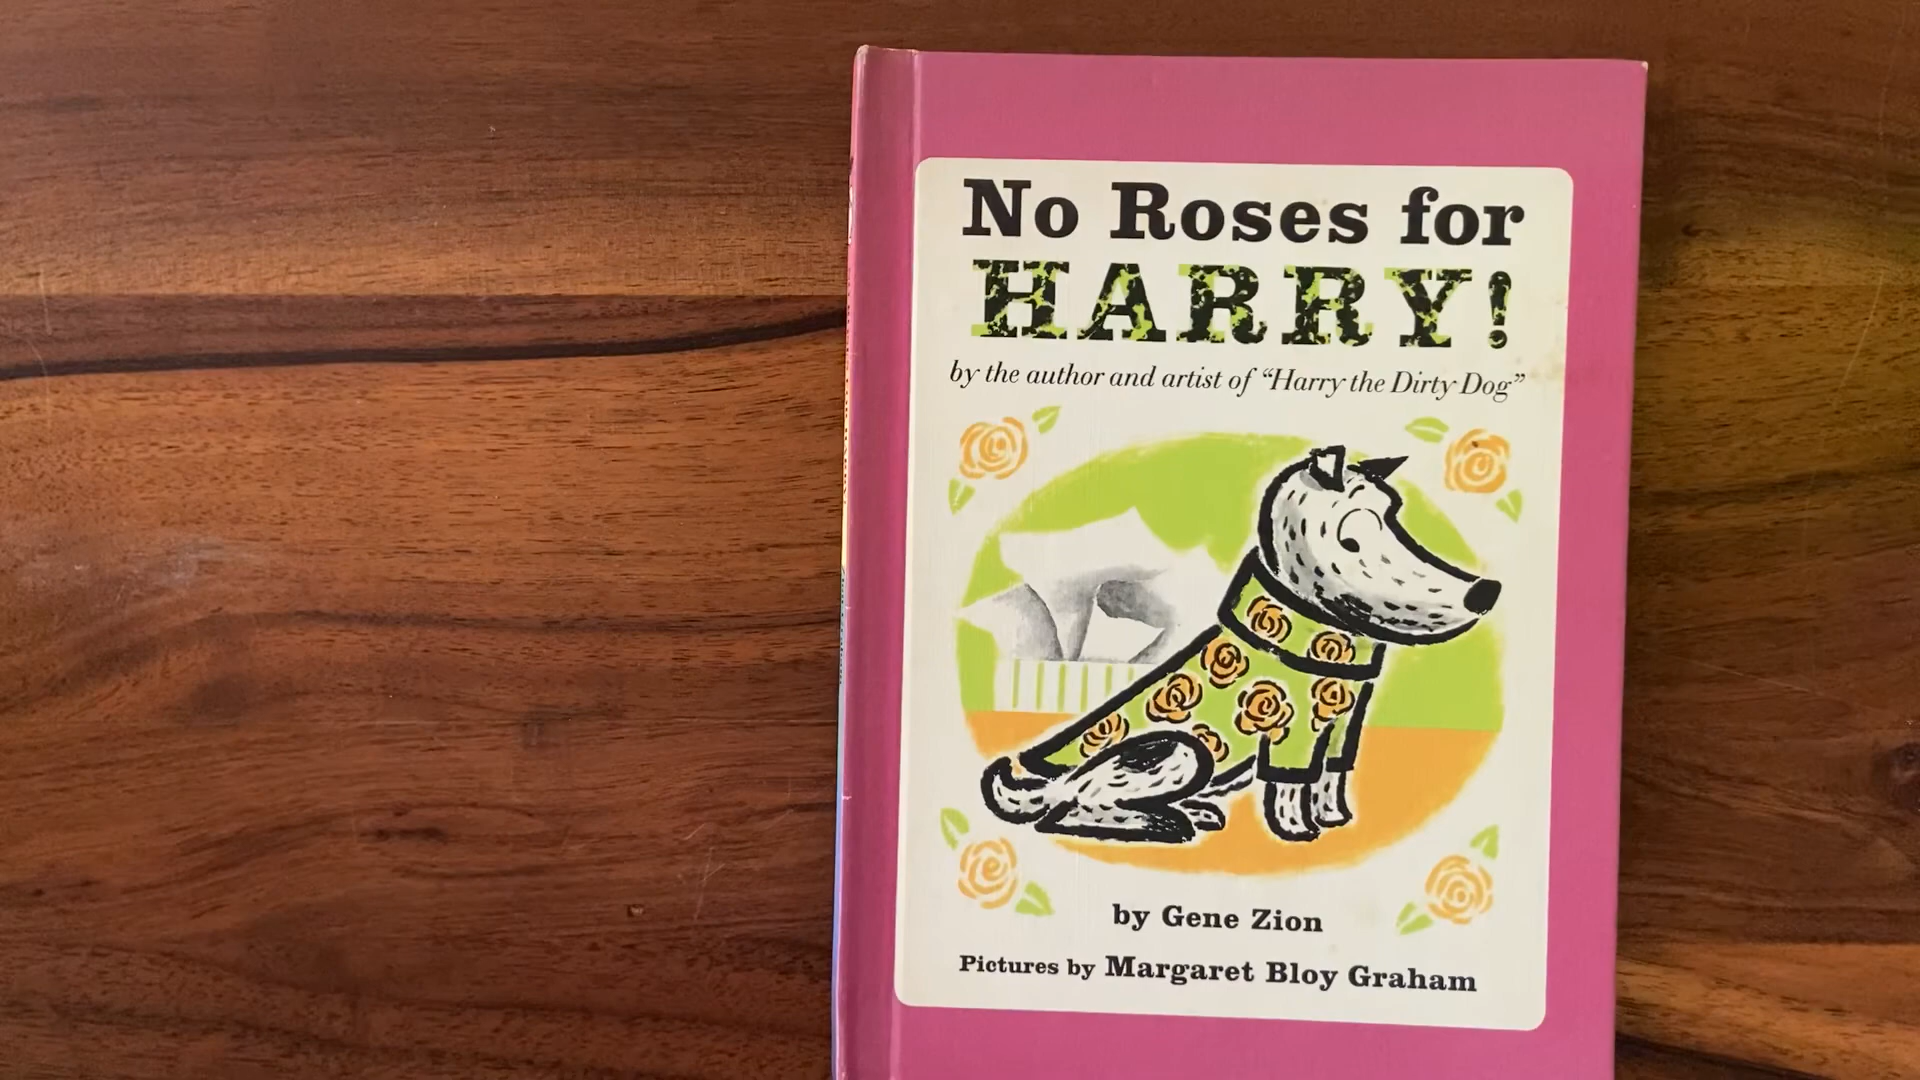 No Roses for
HARRY!
by the author and artist of “Harry the Dirty Dog”
by Gene Zion
Pictures by Margaret Bloy Graham